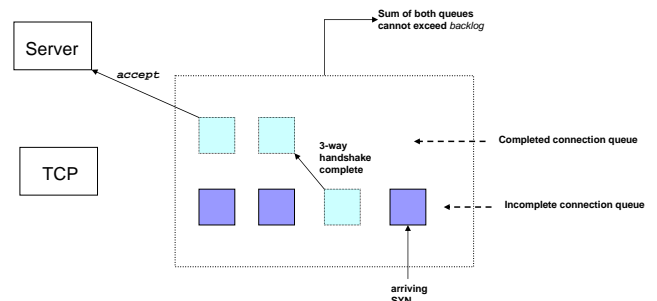 Sum of both queues
cannot exceed backlog
Server
accept
3-way
handshake
complete
Completed connection queue
TCP
Incomplete connection queue
arriving
SYN